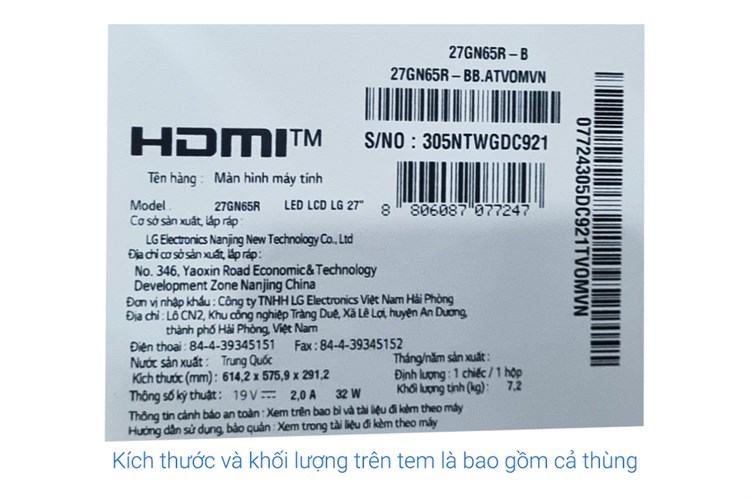 27GN65R-B
27GN65R-BB.ATVOMVN
HDMI™
S/NO : 305NTWGDC921
07724305DC921TVOMVN
Tên hàng : Màn hình máy tính
Model : 27GN65R LED LCD LG 27"
8 806087 077247
Cơ sở sản xuất, lắp ráp :
LG Electronics Nanjing New Technology Co., Ltd
Địa chỉ cơ sở sản xuất, lắp ráp :
No. 346, Yaoxin Road Economic & Technology
Development Zone Nanjing China
Đơn vị nhập khẩu : Công ty TNHH LG Electronics Việt Nam Hải Phòng
Địa chỉ : Lô CN2, Khu công nghiệp Tràng Duệ, Xã Lê Lợi, huyện An Dương,
thành phố Hải Phòng, Việt Nam
Điện thoại : 84-4-39345151 Fax : 84-4-39345152
Nước sản xuất : Trung Quốc Tháng/năm sản xuất :
Kích thước (mm) : 614,2 x 575,9 x 291,2 Định lượng : 1 chiếc / 1 hộp
Thông số kỹ thuật : 19V ⎓ 2,0 A 32 W Khối lượng tịnh (kg) : 7,2
Thông tin cảnh báo an toàn : Xem trên bao bì và tài liệu đi kèm theo máy
Hướng dẫn sử dụng, bảo quản : Xem trong tài liệu đi kèm theo máy
Kích thước và khối lượng trên tem là bao gồm cả thùng